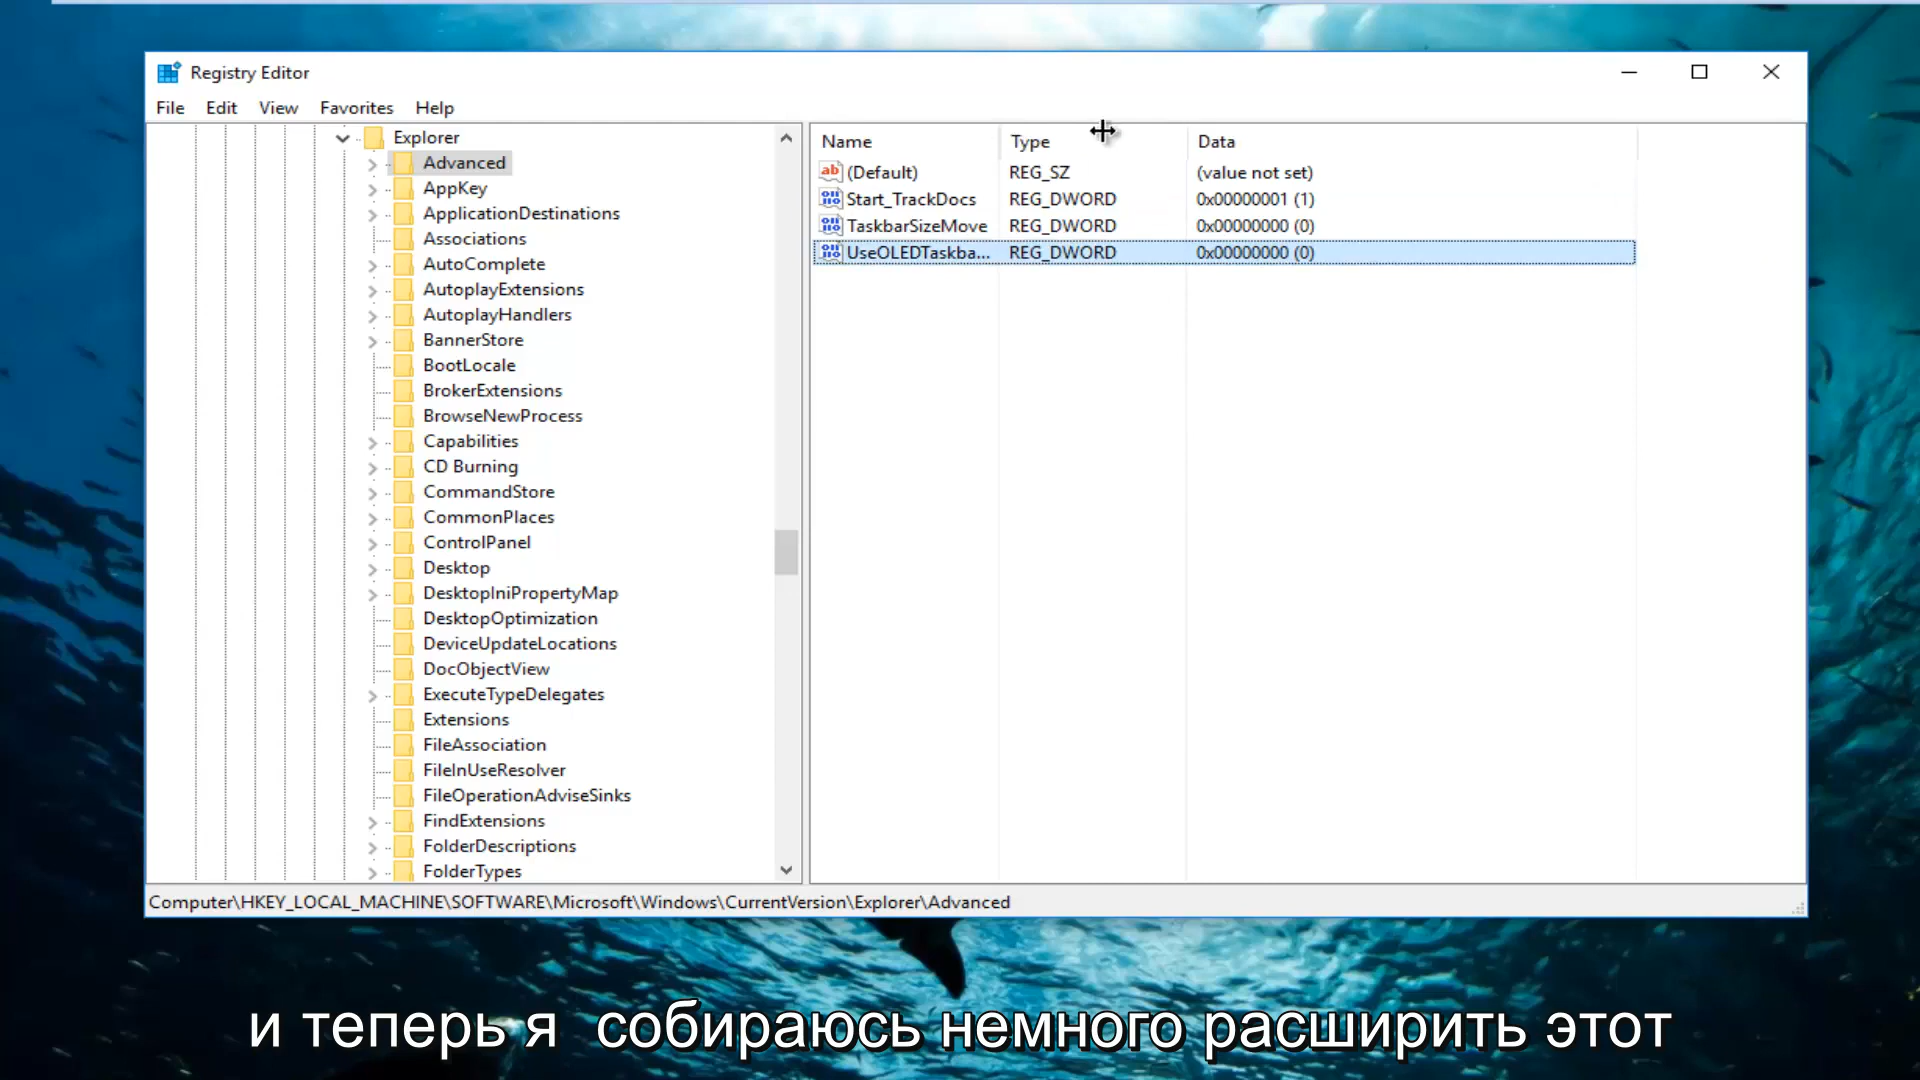 Registry Editor
File Edit View Favorites Help
Explorer
Advanced
AppKey
ApplicationDestinations
Associations
AutoComplete
AutoplayExtensions
AutoplayHandlers
BannerStore
BootLocale
BrokerExtensions
BrowseNewProcess
Capabilities
CD Burning
CommandStore
CommonPlaces
ControlPanel
Desktop
DesktopIniPropertyMap
DesktopOptimization
DeviceUpdateLocations
DocObjectView
ExecuteTypeDelegates
Extensions
FileAssociation
FileInUseResolver
FileOperationAdviseSinks
FindExtensions
FolderDescriptions
FolderTypes
Name Type Data
(Default) REG_SZ (value not set)
Start_TrackDocs REG_DWORD 0x00000001 (1)
TaskbarSizeMove REG_DWORD 0x00000000 (0)
UseOLEDTaskba... REG_DWORD 0x00000000 (0)
Computer\HKEY_LOCAL_MACHINE\SOFTWARE\Microsoft\Windows\CurrentVersion\Explorer\Advanced
и теперь я собираюсь немного расширить этот